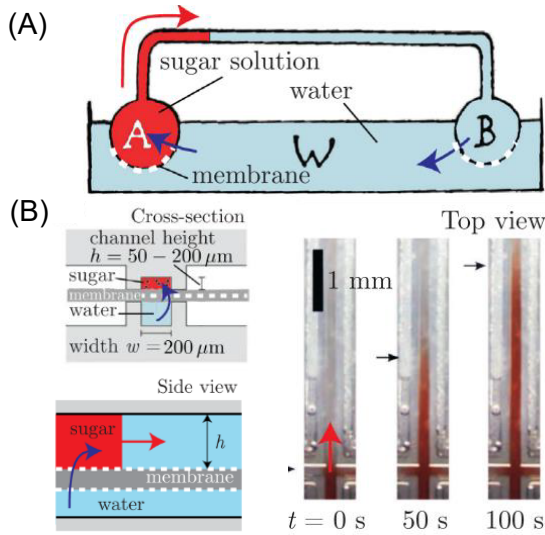 (A)
sugar solution
water
A
W
B
membrane
(B)
Cross-section
channel height
h = 50 – 200 μm
sugar
membrane
water
width w = 200 μm
Side view
sugar
h
membrane
water
Top view
1 mm
t = 0 s
50 s
100 s